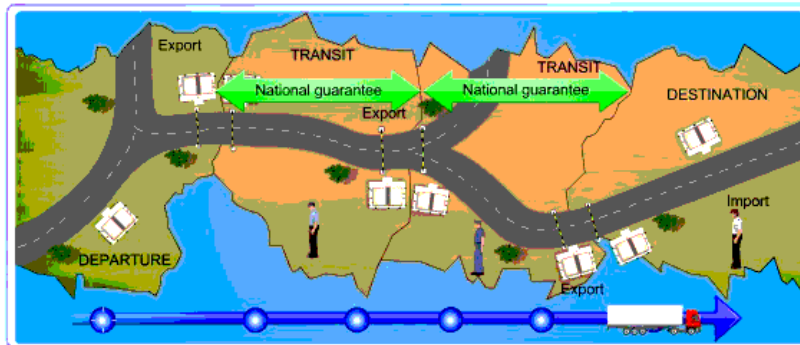 Export
TRANSIT
TRANSIT
National guarantee
National guarantee
DESTINATION
Export
Import
DEPARTURE
Export